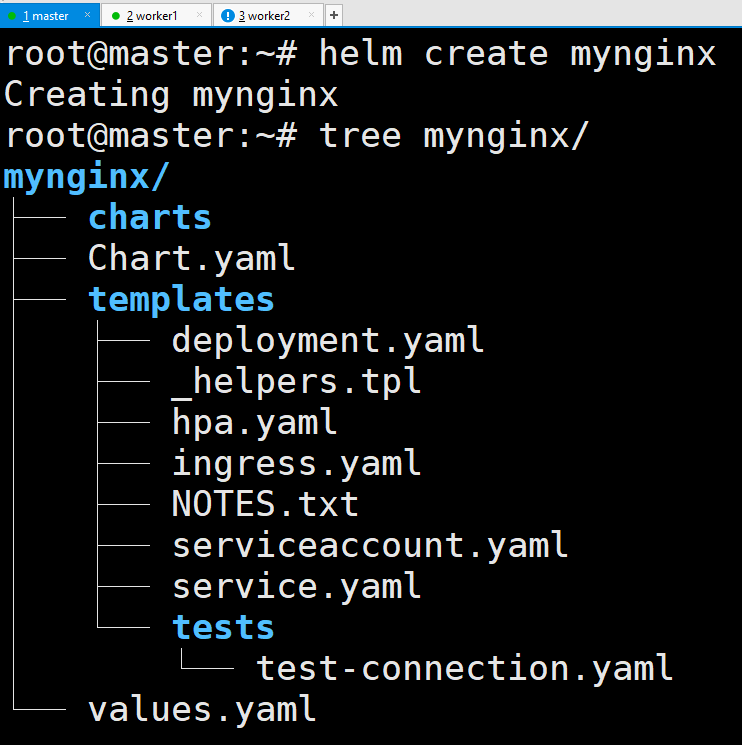 1 master × 2 worker1 × 3 worker2 × +
root@master:~# helm create mynginx
Creating mynginx
root@master:~# tree mynginx/
mynginx/
├── charts
├── Chart.yaml
├── templates
│   ├── deployment.yaml
│   ├── _helpers.tpl
│   ├── hpa.yaml
│   ├── ingress.yaml
│   ├── NOTES.txt
│   ├── serviceaccount.yaml
│   ├── service.yaml
│   └── tests
│       └── test-connection.yaml
└── values.yaml